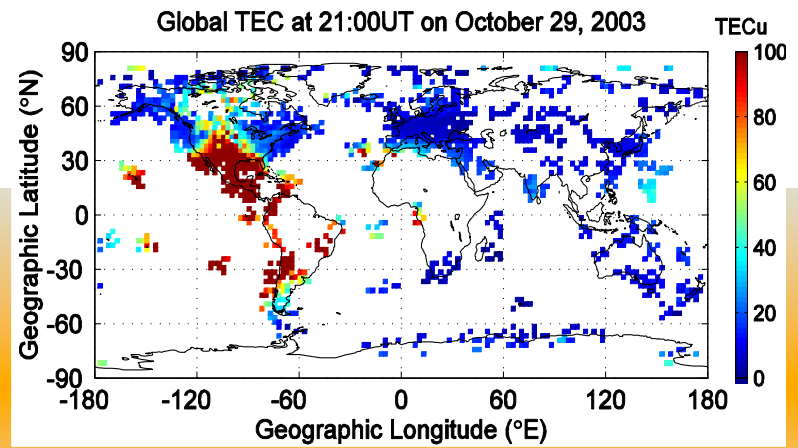 Global TEC at 21:00UT on October 29, 2003
TECu
90
60
30
0
-30
-60
-90
Geographic Latitude (°N)
-180 -120 -60 0 60 120 180
Geographic Longitude (°E)
100
80
60
40
20
0